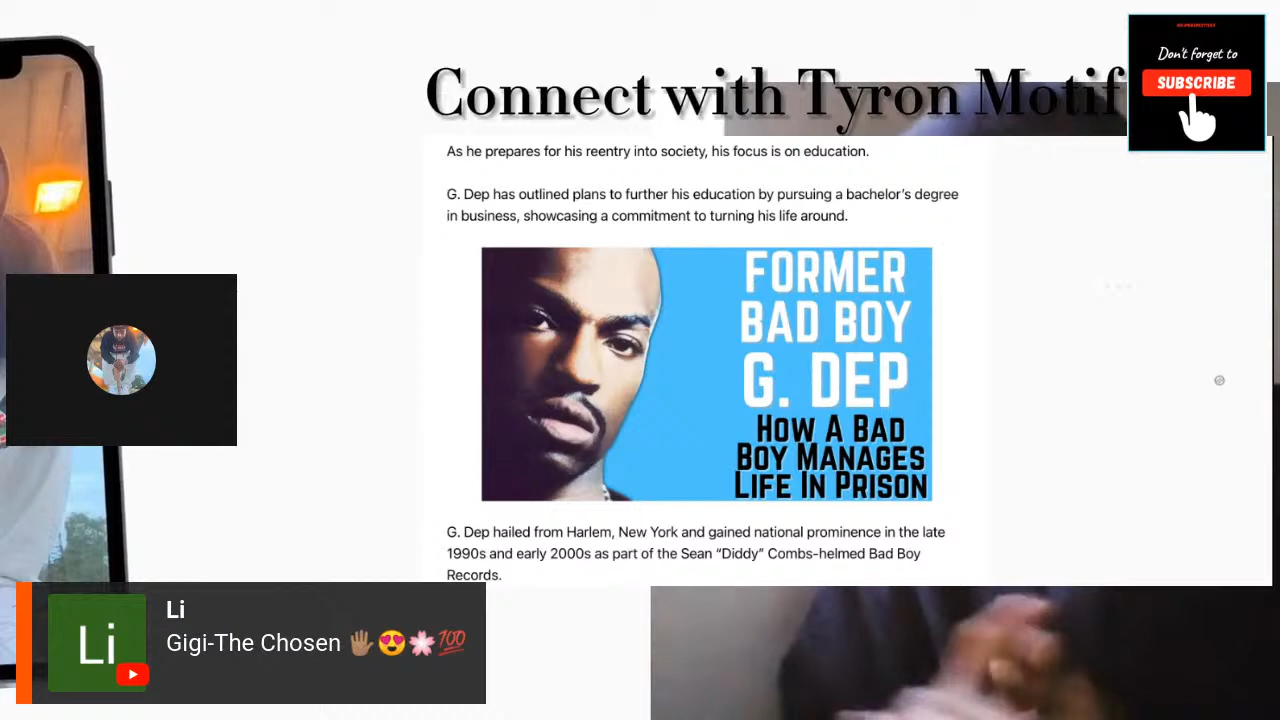 Connect with Tyron Motif
Don't forget to
SUBSCRIBE
As he prepares for his reentry into society, his focus is on education.
G. Dep has outlined plans to further his education by pursuing a bachelor's degree
in business, showcasing a commitment to turning his life around.
FORMER
BAD BOY
G. DEP
HOW A BAD
BOY MANAGES
LIFE IN PRISON
G. Dep hailed from Harlem, New York and gained national prominence in the late
1990s and early 2000s as part of the Sean “Diddy” Combs-helmed Bad Boy
Records.
Li
Li
Gigi-The Chosen 🖐🏽😍🌸💯